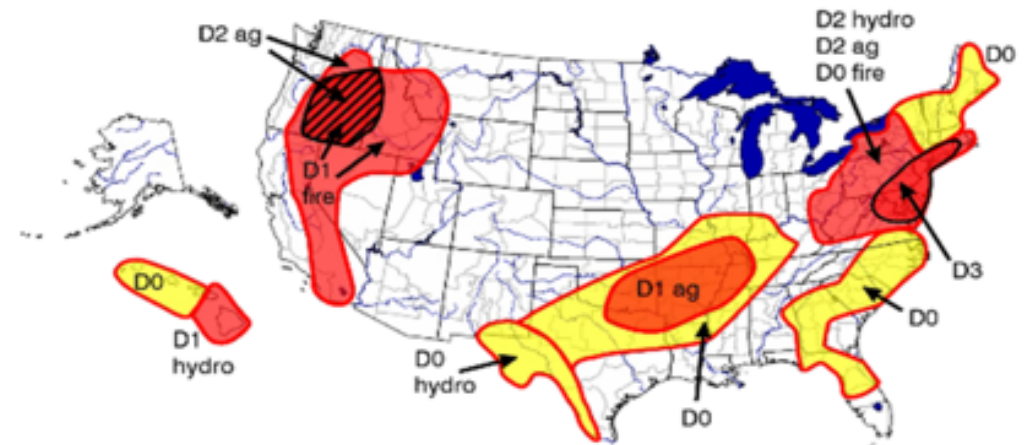 D2 ag
D2 hydro
D2 ag
D0 fire
D0
D1
fire
D0
D1
hydro
D1 ag
D3
D0
D0
hydro
D0